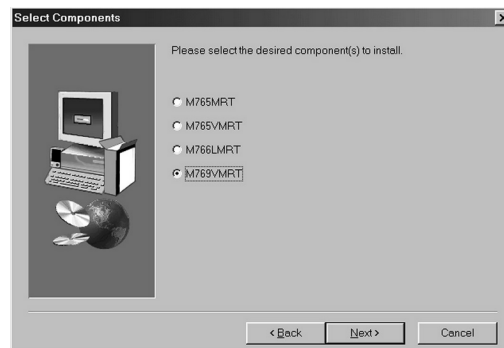 Select Components
Please select the desired component(s) to install.
M765MRT
M765VMRT
M766LMRT
M769VMRT
< Back
Next >
Cancel